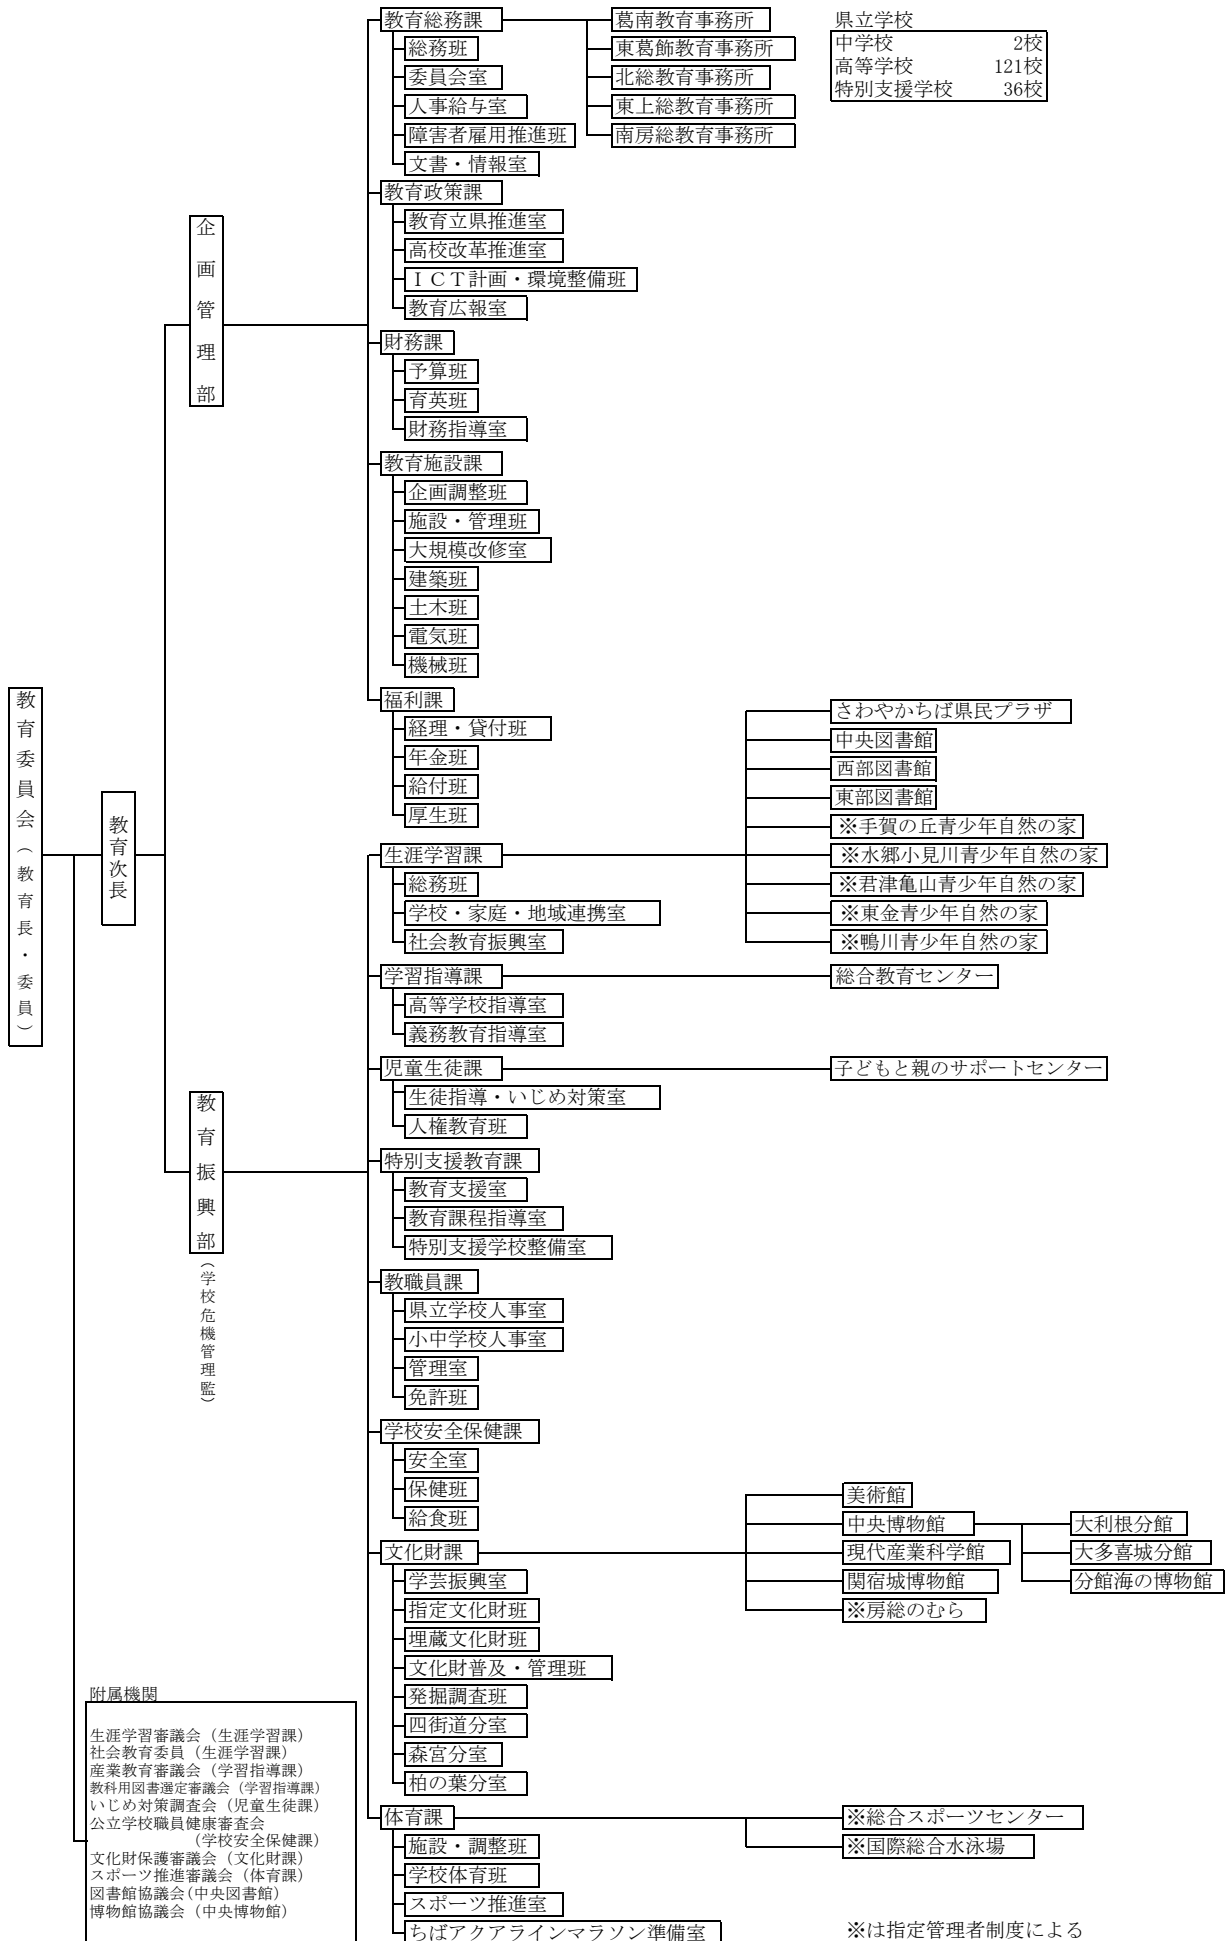 教育委員会（教育長・委員）
教育次長
企画管理部
教育総務課
総務班
委員会室
人事給与室
障害者雇用推進班
文書・情報室
葛南教育事務所
東葛飾教育事務所
北総教育事務所
東上総教育事務所
南房総教育事務所
県立学校
中学校 2校
高等学校 121校
特別支援学校 36校
教育政策課
教育立県推進室
高校改革推進室
ＩＣＴ計画・環境整備班
教育広報室
財務課
予算班
育英班
財務指導室
教育施設課
企画調整班
施設・管理班
大規模改修室
建築班
土木班
電気班
機械班
福利課
経理・貸付班
年金班
給付班
厚生班
教育振興部
（学校危機管理監）
生涯学習課
総務班
学校・家庭・地域連携室
社会教育振興室
さわやかちば県民プラザ
中央図書館
西部図書館
東部図書館
※手賀の丘青少年自然の家
※水郷小見川青少年自然の家
※君津亀山青少年自然の家
※東金青少年自然の家
※鴨川青少年自然の家
学習指導課
高等学校指導室
義務教育指導室
総合教育センター
児童生徒課
生徒指導・いじめ対策室
人権教育班
子どもと親のサポートセンター
特別支援教育課
教育支援室
教育課程指導室
特別支援学校整備室
教職員課
県立学校人事室
小中学校人事室
管理室
免許班
学校安全保健課
安全室
保健班
給食班
文化財課
学芸振興室
指定文化財班
埋蔵文化財班
文化財普及・管理班
発掘調査班
四街道分室
森宮分室
柏の葉分室
美術館
中央博物館
現代産業科学館
関宿城博物館
※房総のむら
大利根分館
大多喜城分館
分館海の博物館
体育課
施設・調整班
学校体育班
スポーツ推進室
ちばアクアラインマラソン準備室
※総合スポーツセンター
※国際総合水泳場
附属機関
生涯学習審議会（生涯学習課）
社会教育委員（生涯学習課）
産業教育審議会（学習指導課）
教科用図書選定審議会（学習指導課）
いじめ対策調査会（児童生徒課）
公立学校職員健康審査会
（学校安全保健課）
文化財保護審議会（文化財課）
スポーツ推進審議会（体育課）
図書館協議会(中央図書館)
博物館協議会（中央博物館）
※は指定管理者制度による